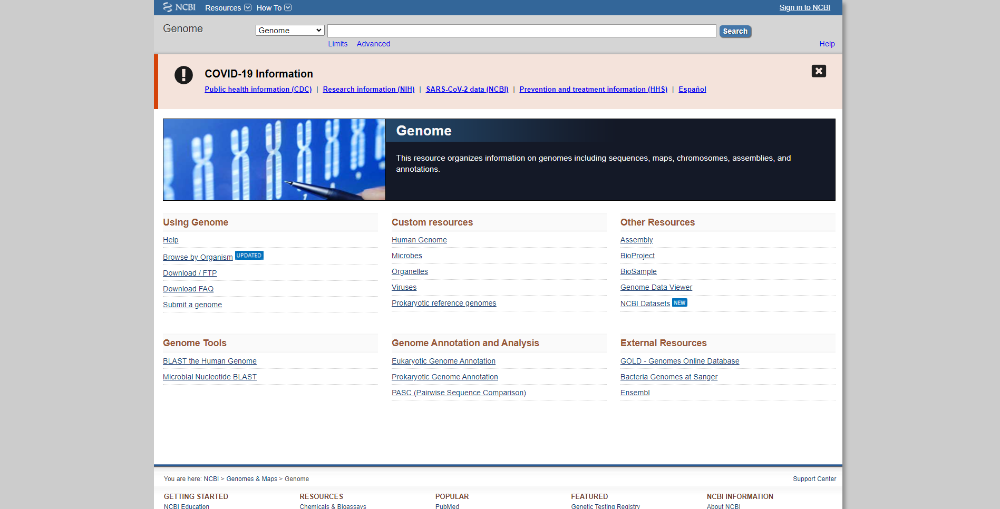 NCBI Resources How To Sign in to NCBI
Genome Genome Search
Limits Advanced Help
COVID-19 Information
Public health information (CDC) | Research information (NIH) | SARS-CoV-2 data (NCBI) | Prevention and treatment information (HHS) | Español
Genome
This resource organizes information on genomes including sequences, maps, chromosomes, assemblies, and
annotations.
Using Genome
Help
Browse by Organism UPDATED
Download / FTP
Download FAQ
Submit a genome
Custom resources
Human Genome
Microbes
Organelles
Viruses
Prokaryotic reference genomes
Other Resources
Assembly
BioProject
BioSample
Genome Data Viewer
NCBI Datasets NEW
Genome Tools
BLAST the Human Genome
Microbial Nucleotide BLAST
Genome Annotation and Analysis
Eukaryotic Genome Annotation
Prokaryotic Genome Annotation
PASC (Pairwise Sequence Comparison)
External Resources
GOLD - Genomes Online Database
Bacteria Genomes at Sanger
Ensembl
You are here: NCBI > Genomes & Maps > Genome Support Center
GETTING STARTED
NCBI Education
RESOURCES
Chemicals & Bioassays
POPULAR
PubMed
FEATURED
Genetic Testing Registry
NCBI INFORMATION
About NCBI